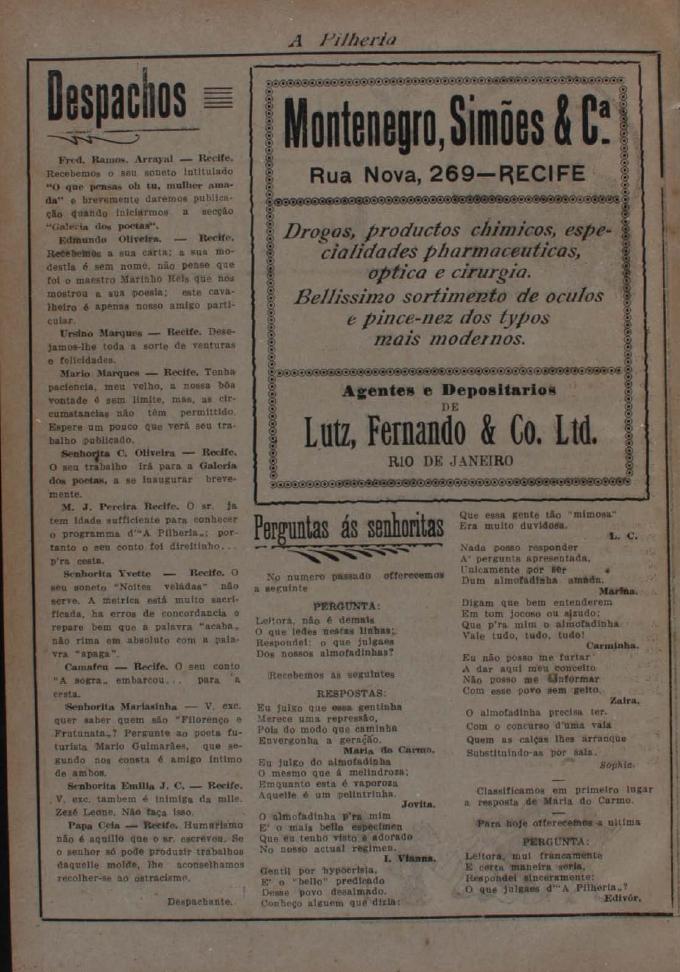 A Pilheria
Despachos
Fred. Ramos. Arrayal — Recife.
Recebemos o seu soneto intitulado
"O que pensas oh tu, mulher ama-
da" e brevemente daremos publica-
ção quando iniciarmos a secção
"Galeria dos poetas".
Edmundo Oliveira. — Recife.
Recebemos a sua carta; a sua mo-
destia é sem nome, não pense que
foi o maestro Marinho Reis que nos
mostrou a sua poesia; este cava-
lheiro é apenas nosso amigo parti-
cular.
Ursino Marques — Recife. Dese-
jamos-lhe toda a sorte de venturas
e felicidades.
Mario Marques — Recife. Tenha
paciencia, meu velho, a nossa bôa
vontade é sem limite, mas, as cir-
cumstancias não têm permittido.
Espere um pouco que verá seu tra-
balho publicado.
Senhorita C. Oliveira — Recife.
O seu trabalho irá para a Galeria
dos poetas, a se inaugurar breve-
mente.
M. J. Pereira Recife. O sr. ja
tem idade sufficiente para conhecer
o programma d'"A Pilheria„; por-
tanto o seu conto foi direitinho...
p'ra cesta.
Senhorita Yvette — Recife. O
seu soneto "Noites veládas" não
serve. A metrica está muito sacri-
ficada, ha erros de concordancia e
repare bem que a palavra "acaba„
não rima em absoluto com a pala-
vra "apaga".
Camafeu — Recife. O seu conto
"A sogra„ embarcou... para a
cesta.
Senhorita Mariasinha — V. exc.
quer saber quem são "Filorenço e
Fratunata„? Pergunte ao poeta fu-
turista Mario Guimarães, que se-
gundo nos consta é amigo intimo
de ambos.
Senhorita Emilia J. C. — Recife.
V. exc. tambem é inimiga da mlle.
Zezé Leone. Não faça isso.
Papa Ceia — Recife. Humorismo
não é aquillo que o sr. escreveu. Se
o senhor só póde produzir trabalhos
daquelle molde, lhe aconselhamos
recolher-se ao ostracisme.
Despachante.
Montenegro, Simões & Cª.
Rua Nova, 269—RECIFE
Drogas, productos chimicos, espe-
cialidades pharmaceuticas,
optica e cirurgia.
Bellissimo sortimento de oculos
e pince-nez dos typos
mais modernos.
Agentes e Depositarios
DE
Lutz, Fernando & Co. Ltd.
RIO DE JANEIRO
Perguntas ás senhoritas
No numero passado offerecemos
a seguinte
PERGUNTA:
Leitora, não é demais
O que ledes nestas linhas;
Respondei: o que julgaes
Dos nossos almofadinhas?
Recebemos as seguintes
RESPOSTAS:
Eu julgo que essa gentinha
Merece uma repressão,
Pois do modo que caminha
Envergonha a geração.
Maria do Carmo.
Eu julgo do almofadinha
O mesmo que á melindroza;
Emquanto esta é vaporoza
Aquelle é um pelintrinha.
Jovita.
O almofadinha p'ra mim
E' o mais bello especimen
Que eu tenho visto e adorado
No nosso actual regimen.
I. Vianna.
Gentil por hypocrisia,
E' o "bello" predicado
Desse povo desalmado.
Conheço alguem que dizia:
Que essa gente tão "mimosa"
Era muito duvidosa.
L. C.
Nada posso responder
A' pergunta apresentada,
Unicamente por ser
Dum almofadinha amada.
Marina.
Digam que bem entenderem
Em tom jocoso ou sizudo;
Que p'ra mim o almofadinha
Vale tudo, tudo, tudo!
Carminha.
Eu não posso me furtar
A dar aqui meu conceito
Não posso me informar
Com esse povo sem geito.
Zaira.
O almofadinha precisa ter.
Com o concurso d'uma vaia
Quem as calças lhes arranque
Substituindo-as por saia.
Sophie.
—
Classificamos em primeiro lugar
a resposta de Maria do Carmo.
—
Para hoje offerecemos a ultima
PERGUNTA:
Leitora, mui francamente
E certa maneira seria,
Respondei sinceramente:
O que julgaes d'"A Pilheria„?
Edivór.